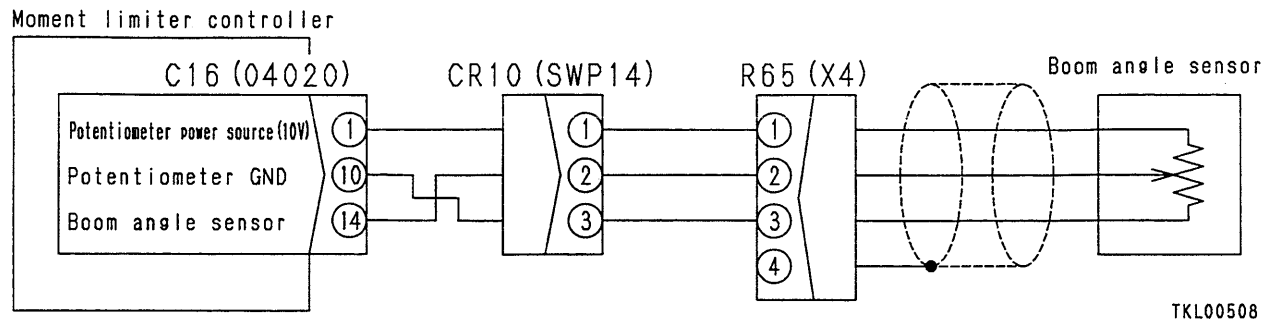 Moment limiter controller
C16 (04020)
CR10 (SWP14)
R65 (X4)
Boom angle sensor
Potentiometer power source (10V)
1
1
1
Potentiometer GND
10
2
2
Boom angle sensor
14
3
3
4
TKL00508